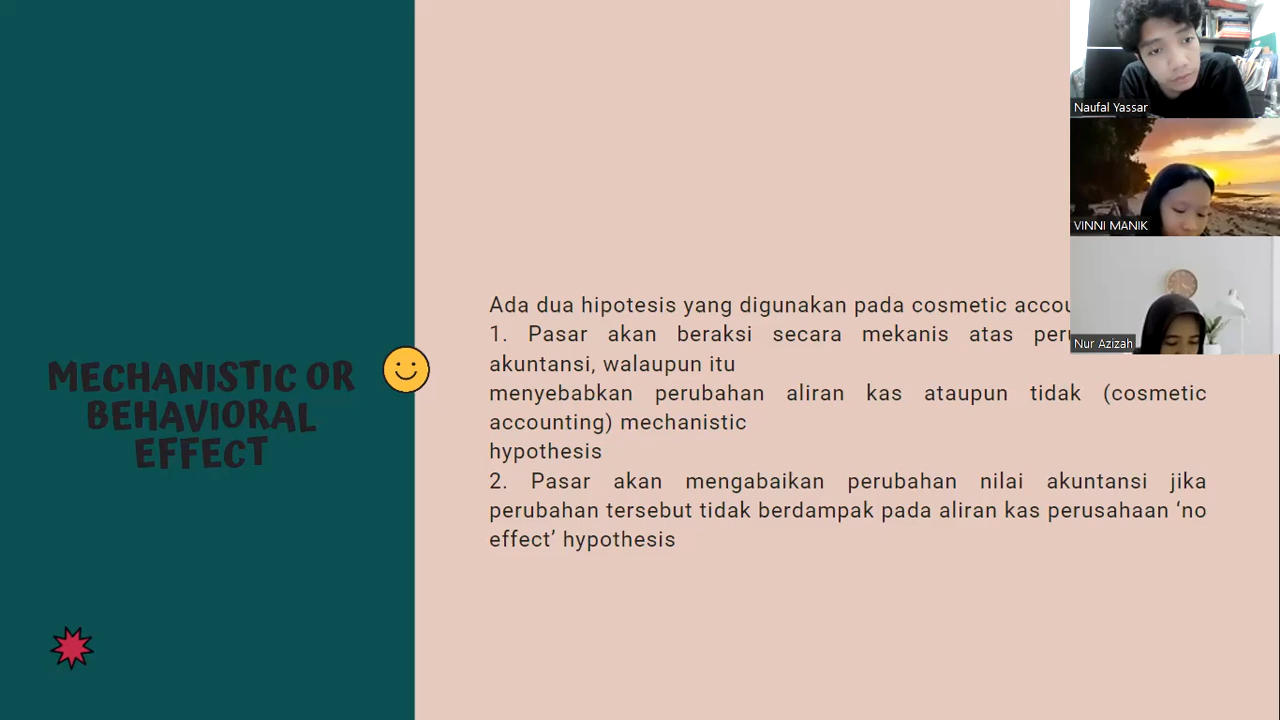 MECHANISTIC OR
BEHAVIORAL
EFFECT
Ada dua hipotesis yang digunakan pada cosmetic
1. Pasar akan beraksi secara mekanis atas
akuntansi, walaupun itu
menyebabkan perubahan aliran kas ataupun tidak (cosmetic
accounting) mechanistic
hypothesis
2. Pasar akan mengabaikan perubahan nilai akuntansi jika
perubahan tersebut tidak berdampak pada aliran kas perusahaan ‘no
effect’ hypothesis
Naufal Yassar
VINNI MANIK
Nur Azizah